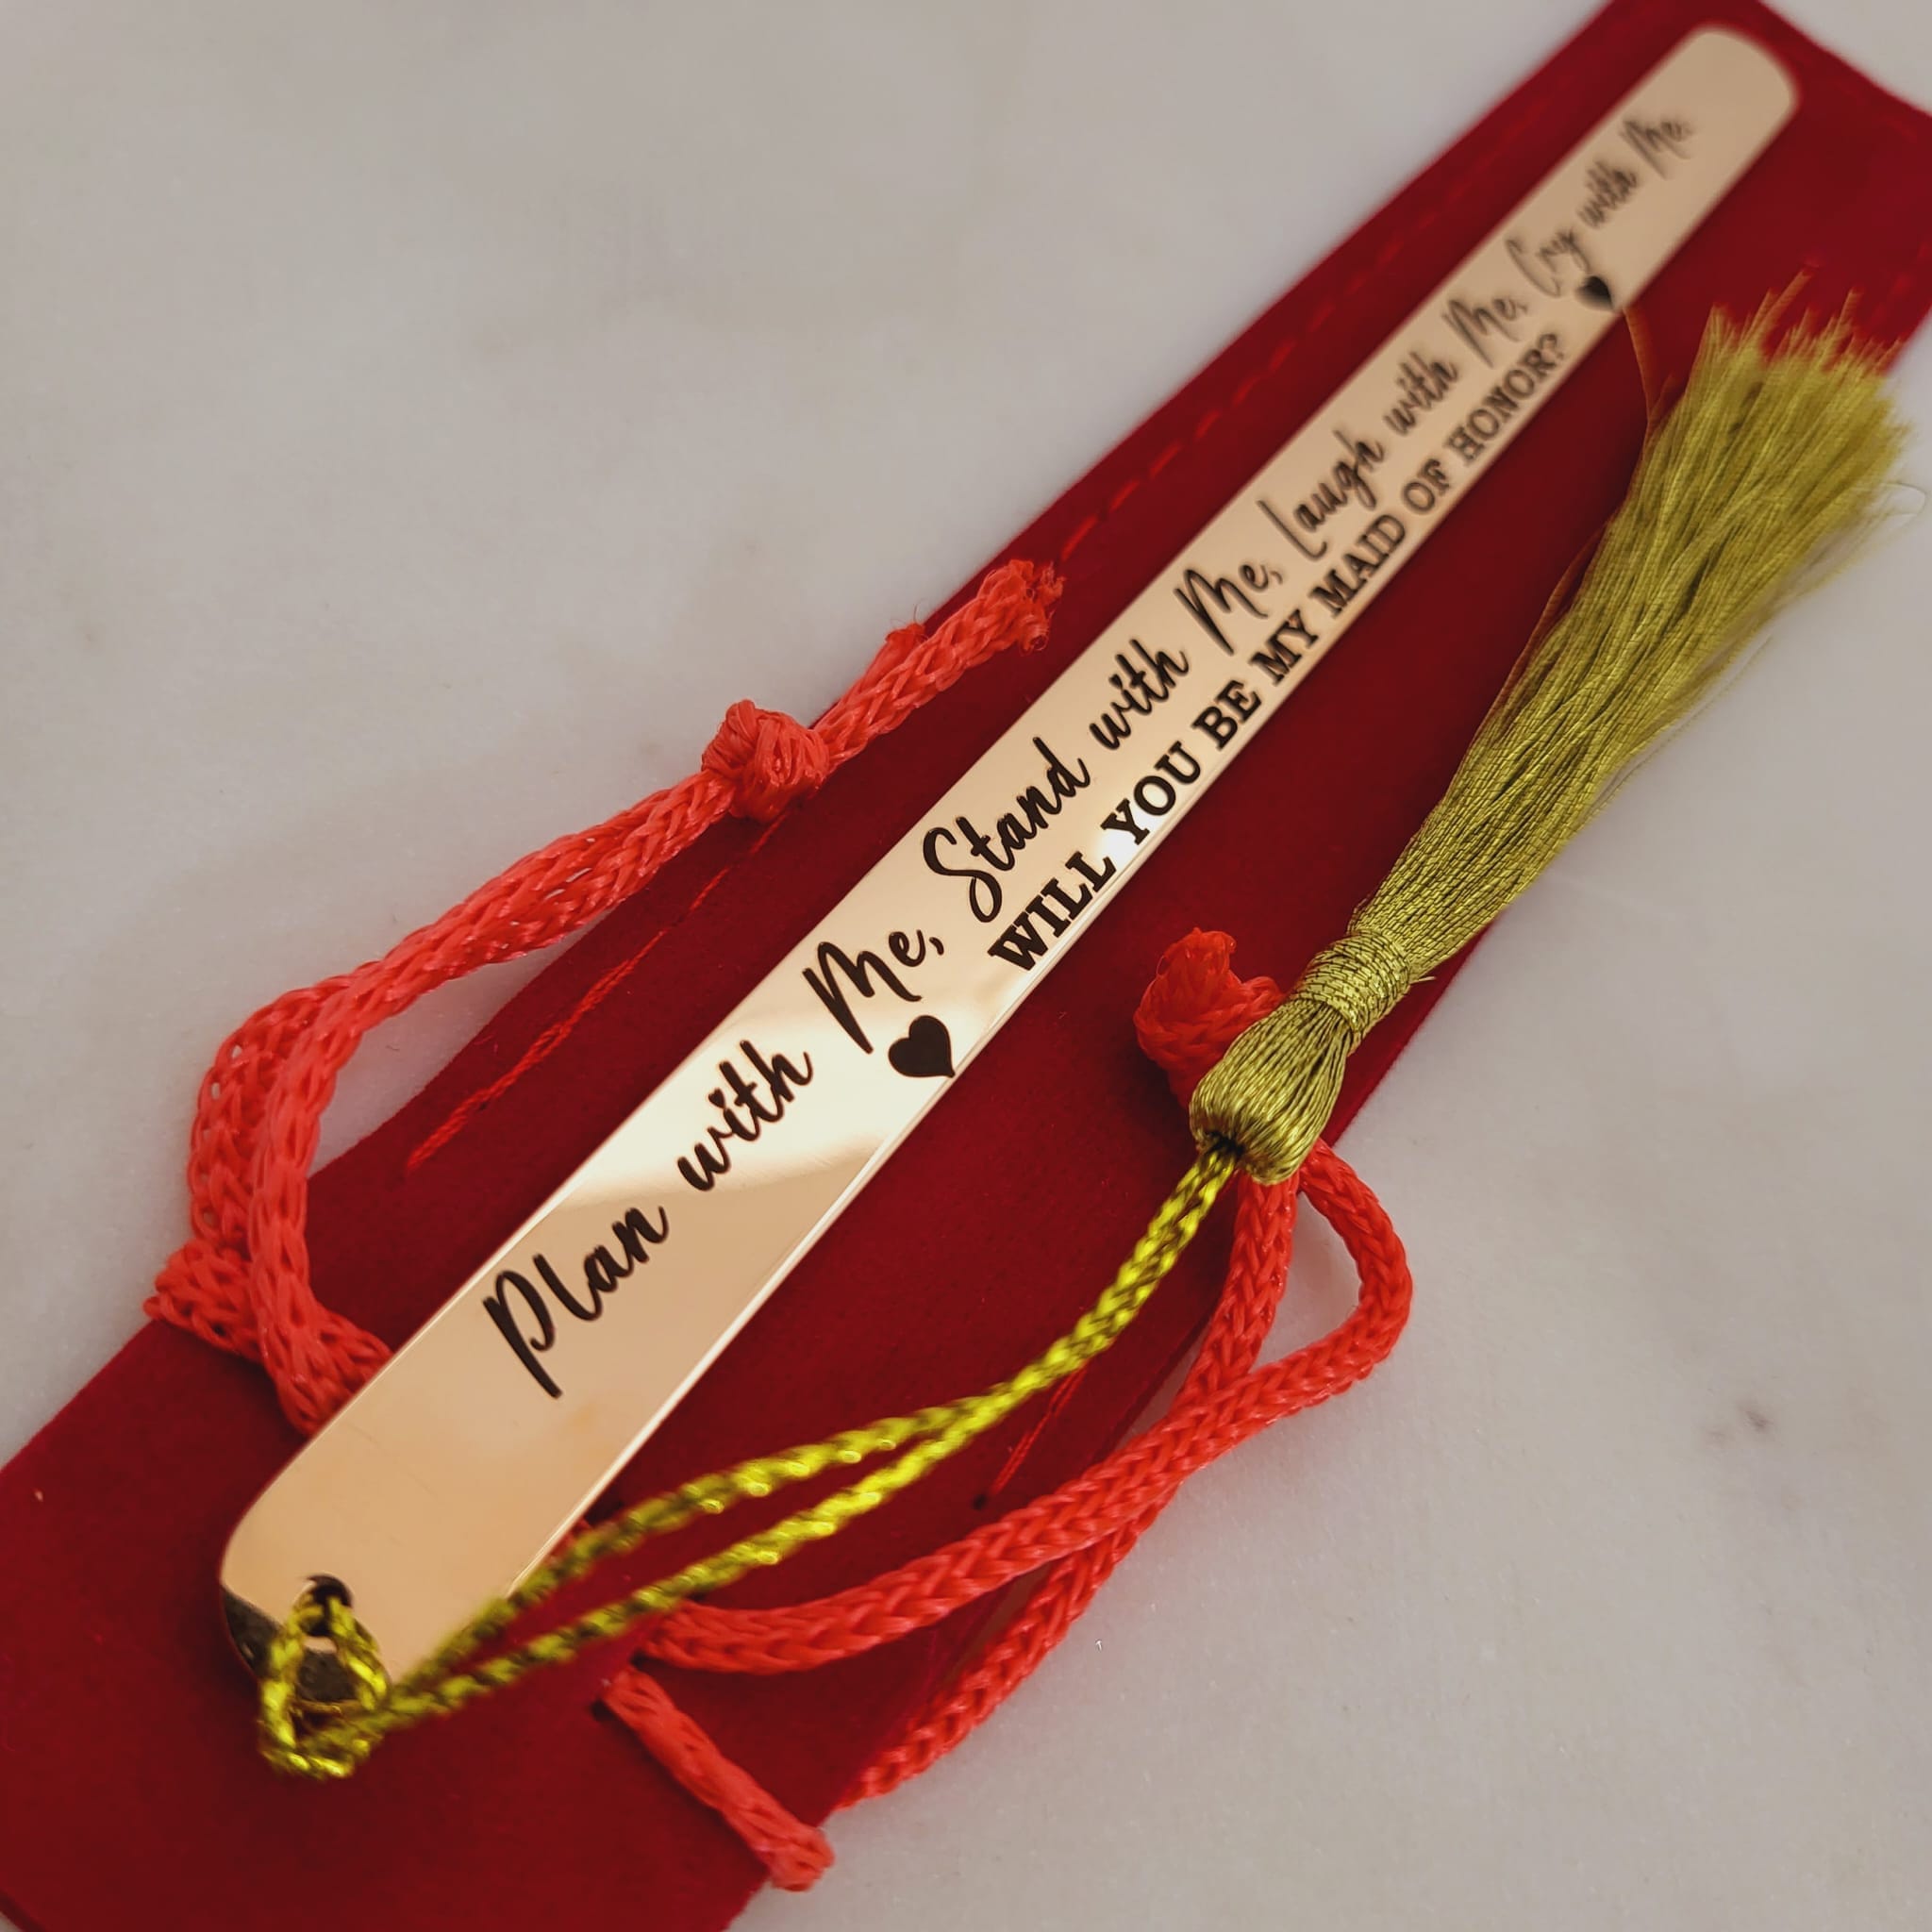 Plan with Me, Stand with Me, Laugh with Me, Cry with Me.
WILL YOU BE MY MAID OF HONOR?